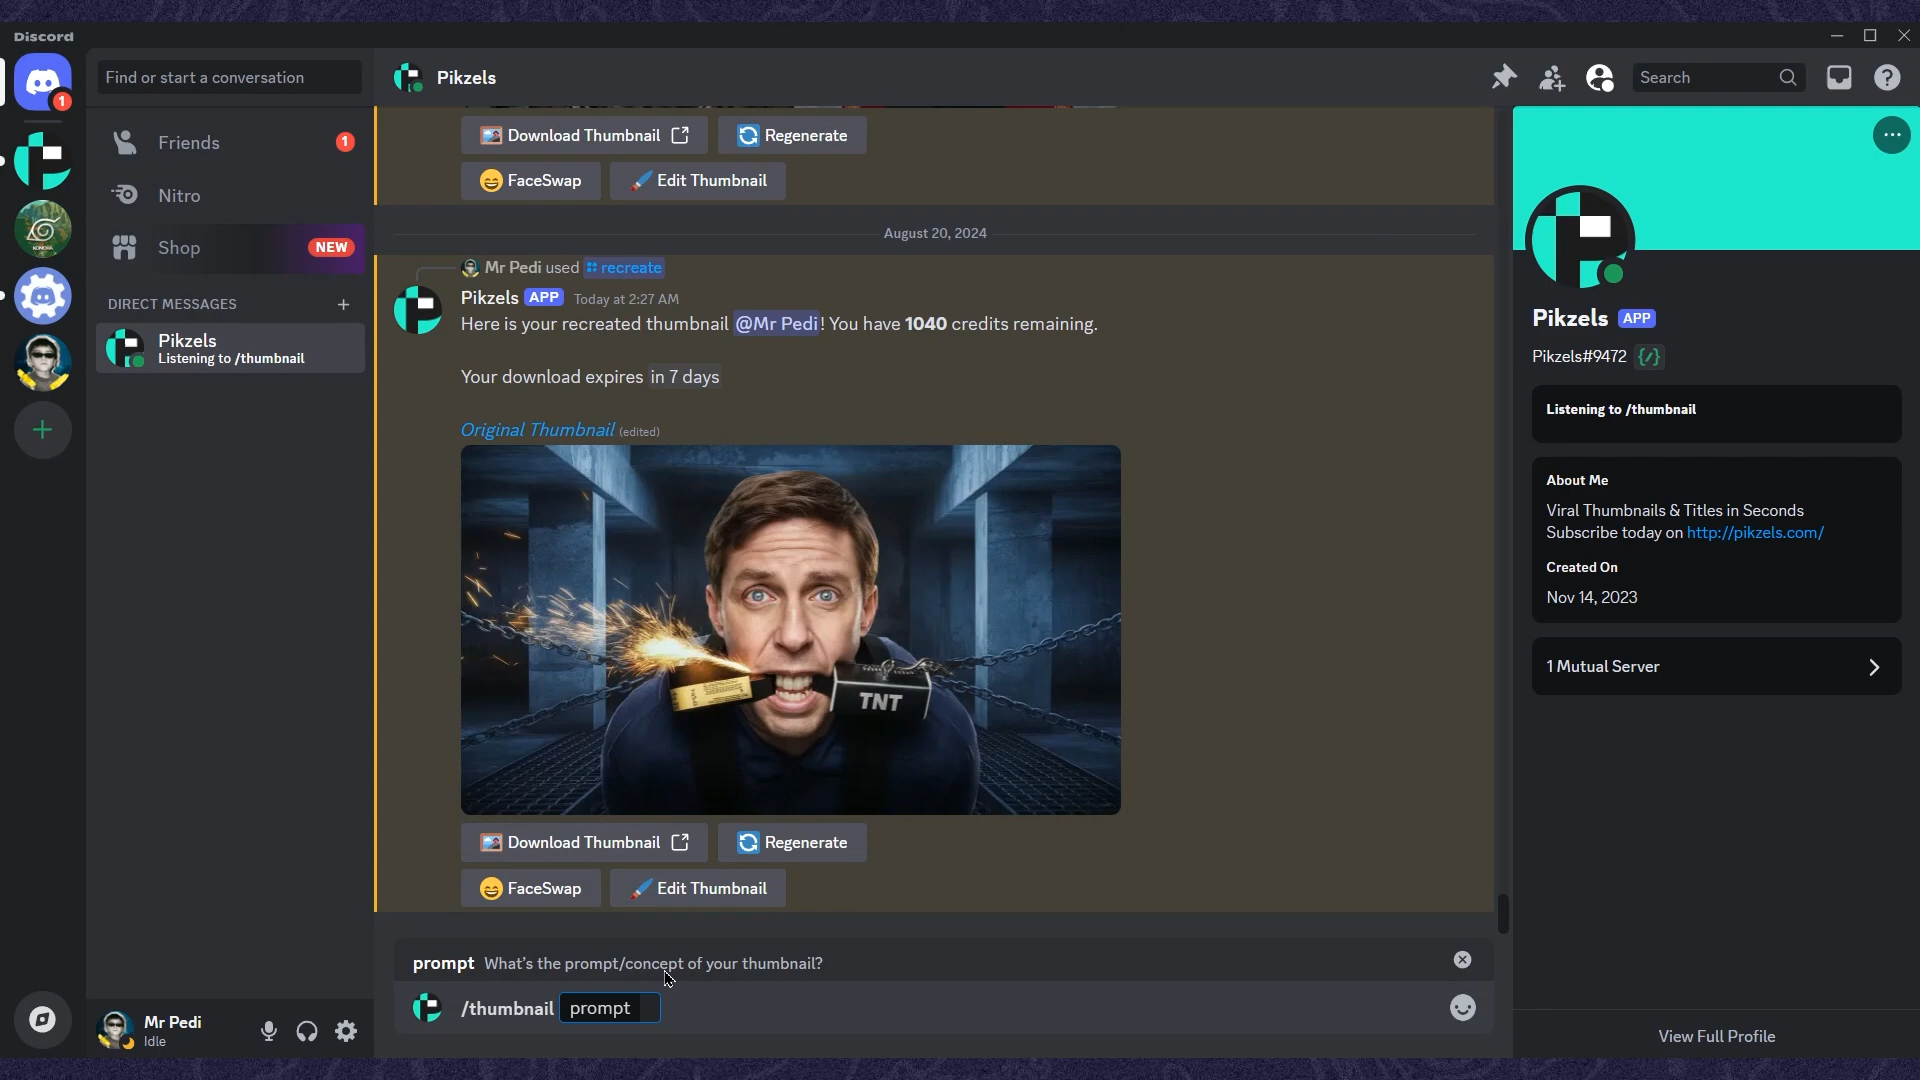 Discord
1
Find or start a conversation
Friends
1
Nitro
Shop
NEW
DIRECT MESSAGES
Pikzels
Listening to /thumbnail
Mr Pedi
Idle
Pikzels
Search
Download Thumbnail
Regenerate
FaceSwap
Edit Thumbnail
August 20, 2024
Mr Pedi used recreate
Pikzels APP Today at 2:27 AM
Here is your recreated thumbnail @Mr Pedi! You have 1040 credits remaining.
Your download expires in 7 days
Original Thumbnail (edited)
TNT
Download Thumbnail
Regenerate
FaceSwap
Edit Thumbnail
prompt What's the prompt/concept of your thumbnail?
/thumbnail prompt
Pikzels APP
Pikzels#9472 {/}
Listening to /thumbnail
About Me
Viral Thumbnails & Titles in Seconds
Subscribe today on http://pikzels.com/
Created On
Nov 14, 2023
1 Mutual Server
View Full Profile